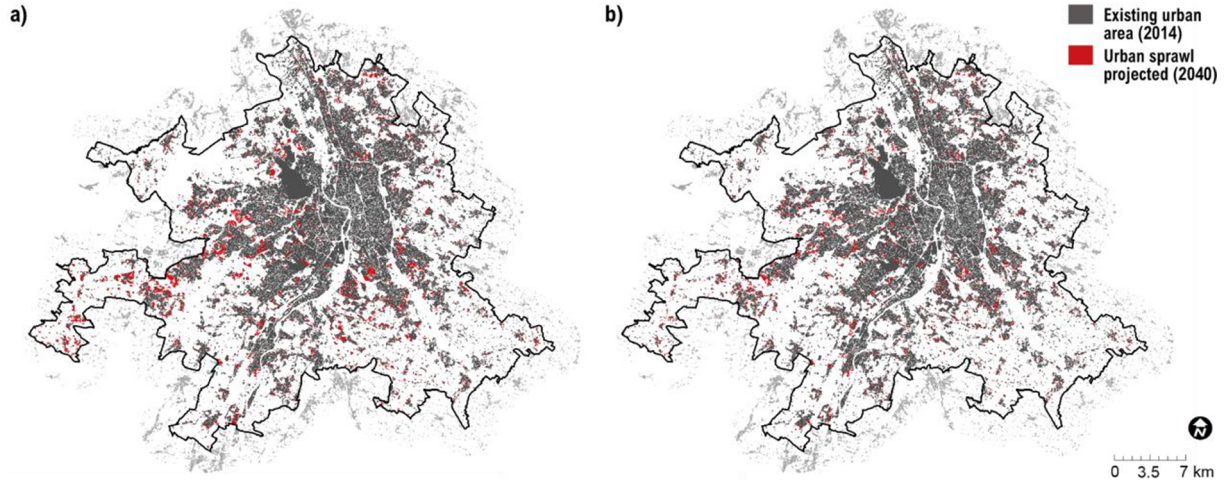 a)
b)
Existing urban
area (2014)
Urban sprawl
projected (2040)
N
0 3,5 7 km